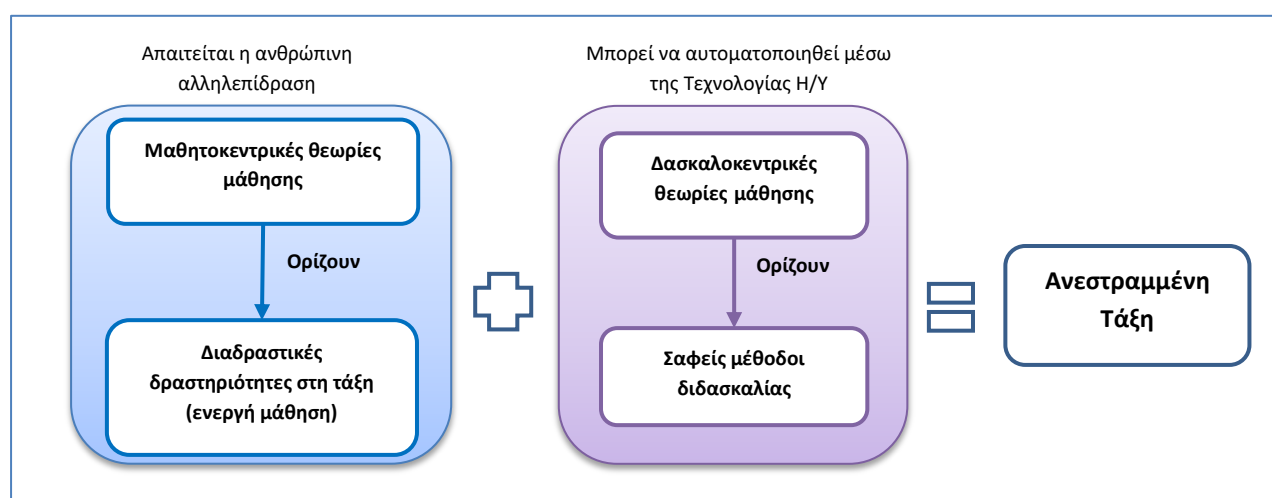 Απαιτείται η ανθρώπινη
αλληλεπίδραση
Μαθητοκεντρικές θεωρίες
μάθησης
Ορίζουν
Διαδραστικές
δραστηριότητες στη τάξη
(ενεργή μάθηση)
Μπορεί να αυτοματοποιηθεί μέσω
της Τεχνολογίας Η/Υ
Δασκαλοκεντρικές
θεωρίες μάθησης
Ορίζουν
Σαφείς μέθοδοι
διδασκαλίας
Ανεστραμμένη
Τάξη